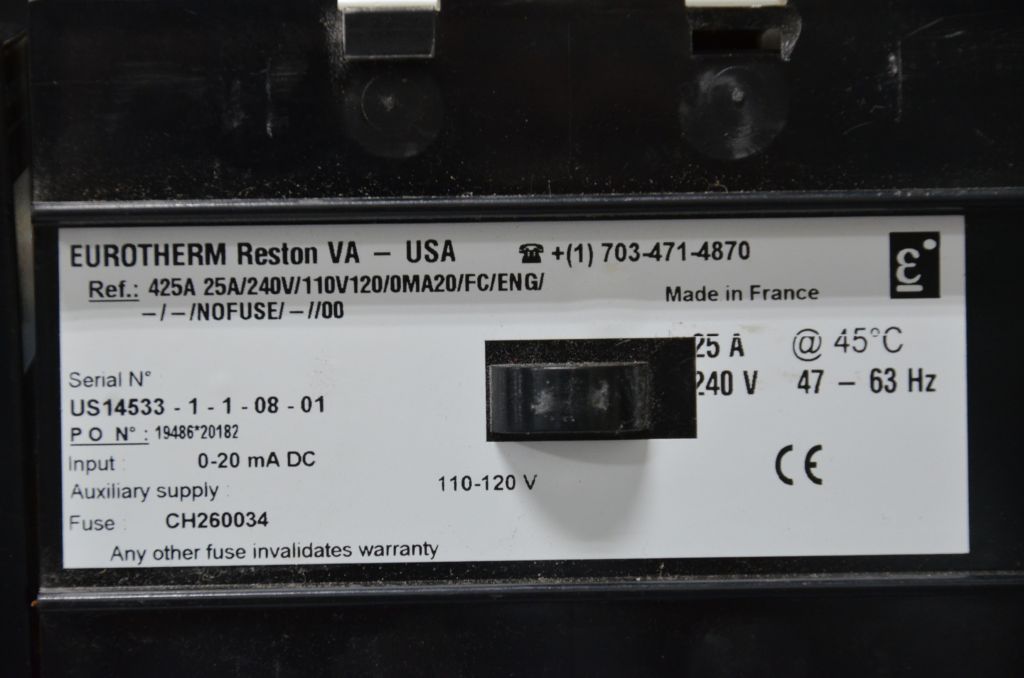 EUROTHERM Reston VA – USA ☎ +(1) 703-471-4870
Ref.: 425A 25A/240V/110V120/0MA20/FC/ENG/
–/–/NOFUSE/–//00
Made in France
25 A @ 45°C
240 V 47 – 63 Hz
Serial N°
US14533 - 1 - 1 - 08 - 01
P O N° : 19486*20182
Input : 0-20 mA DC
Auxiliary supply : 110-120 V
CE
Fuse : CH260034
Any other fuse invalidates warranty